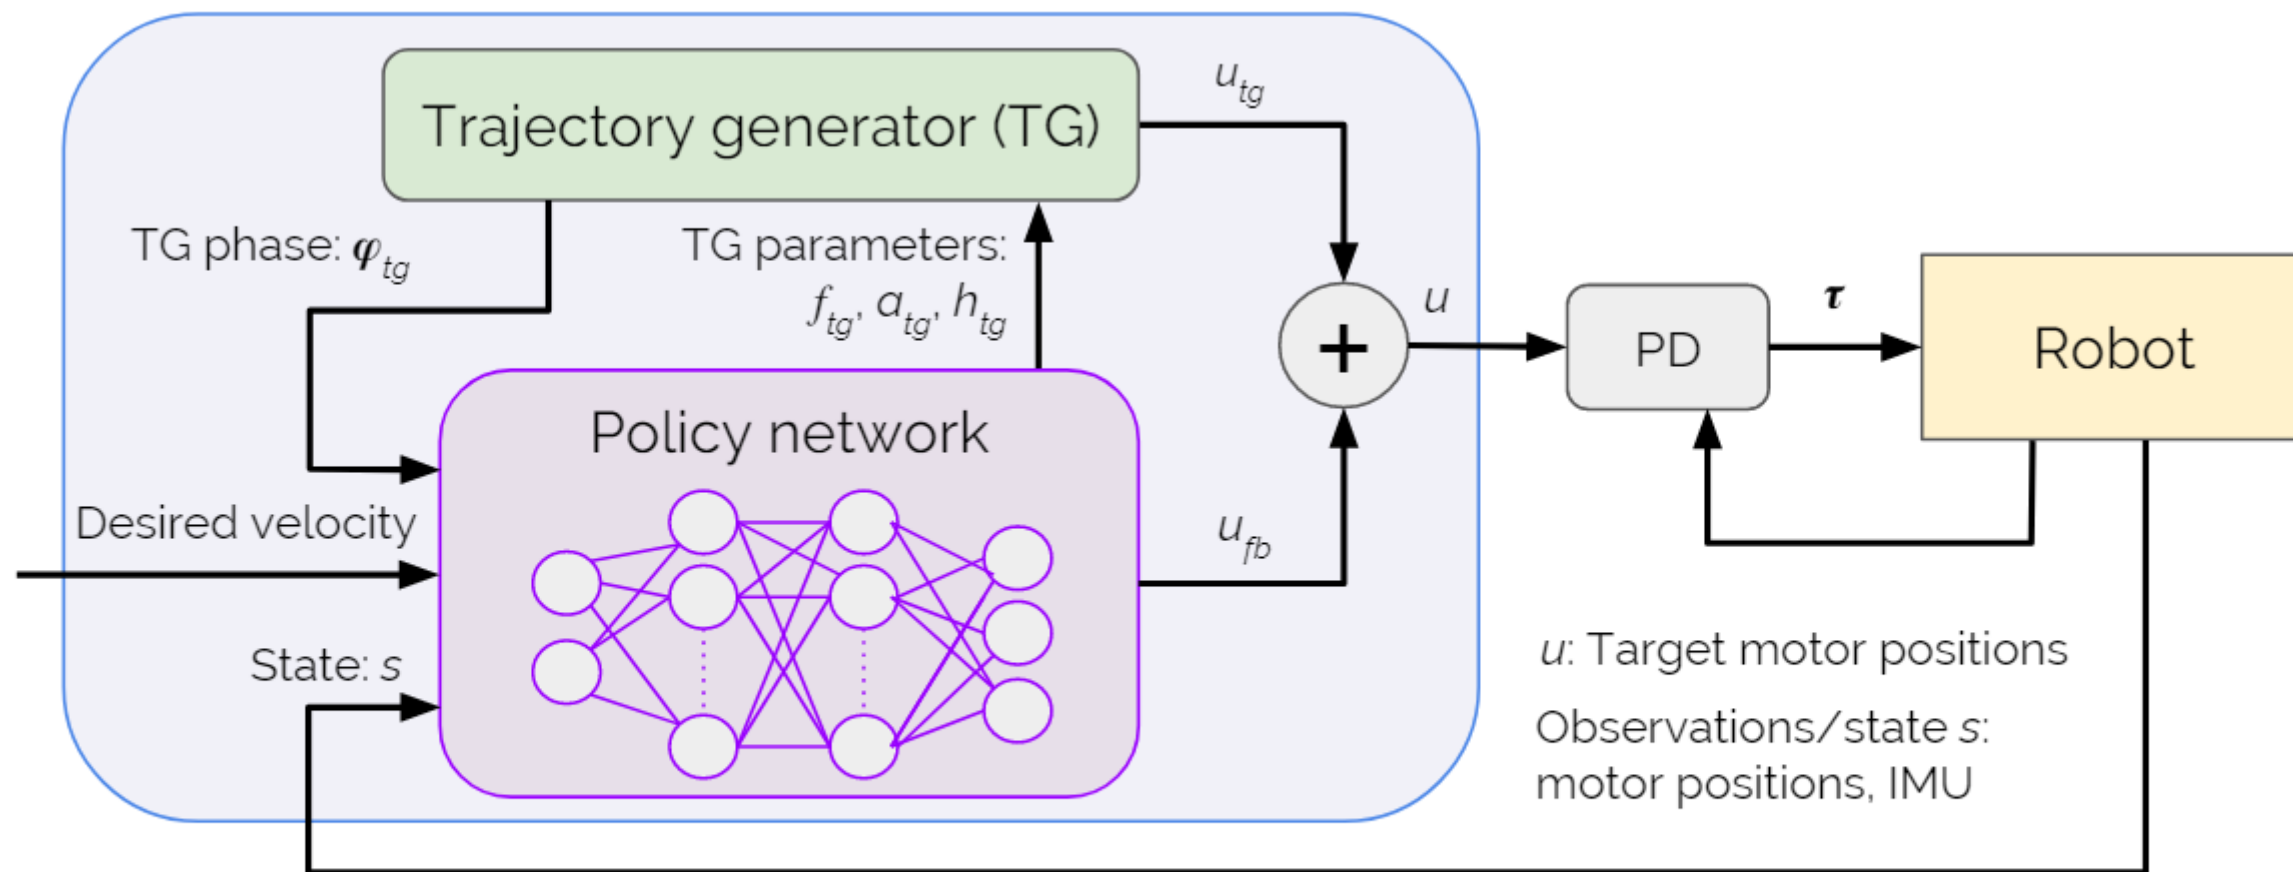 Trajectory generator (TG)
u_tg
TG phase: φ_tg
TG parameters:
f_tg, a_tg, h_tg
+
u
PD
τ
Robot
Policy network
Desired velocity
u_fb
State: s
u: Target motor positions
Observations/state s:
motor positions, IMU